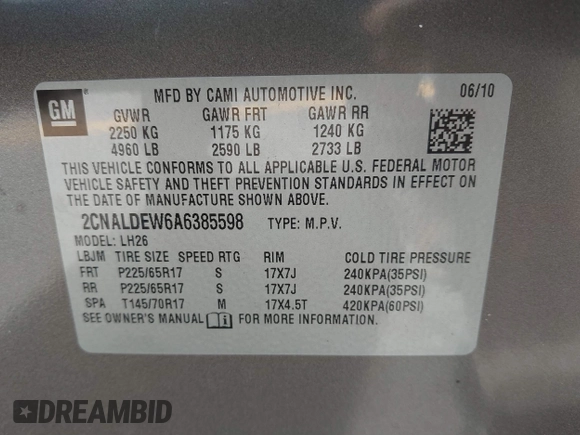 GM
MFD BY CAMI AUTOMOTIVE INC. 06/10
GVWR GAWR FRT GAWR RR
2250 KG 1175 KG 1240 KG
4960 LB 2590 LB 2733 LB
THIS VEHICLE CONFORMS TO ALL APPLICABLE U.S. FEDERAL MOTOR
VEHICLE SAFETY AND THEFT PREVENTION STANDARDS IN EFFECT ON
THE DATE OF MANUFACTURE SHOWN ABOVE.
2CNALDEW6A6385598 TYPE: M.P.V.
MODEL: LH26
LBJM TIRE SIZE SPEED RTG RIM COLD TIRE PRESSURE
FRT P225/65R17 S 17X7J 240KPA(35PSI)
RR P225/65R17 S 17X7J 240KPA(35PSI)
SPA T145/70R17 M 17X4.5T 420KPA(60PSI)
SEE OWNER'S MANUAL FOR MORE INFORMATION.
DREAMBID